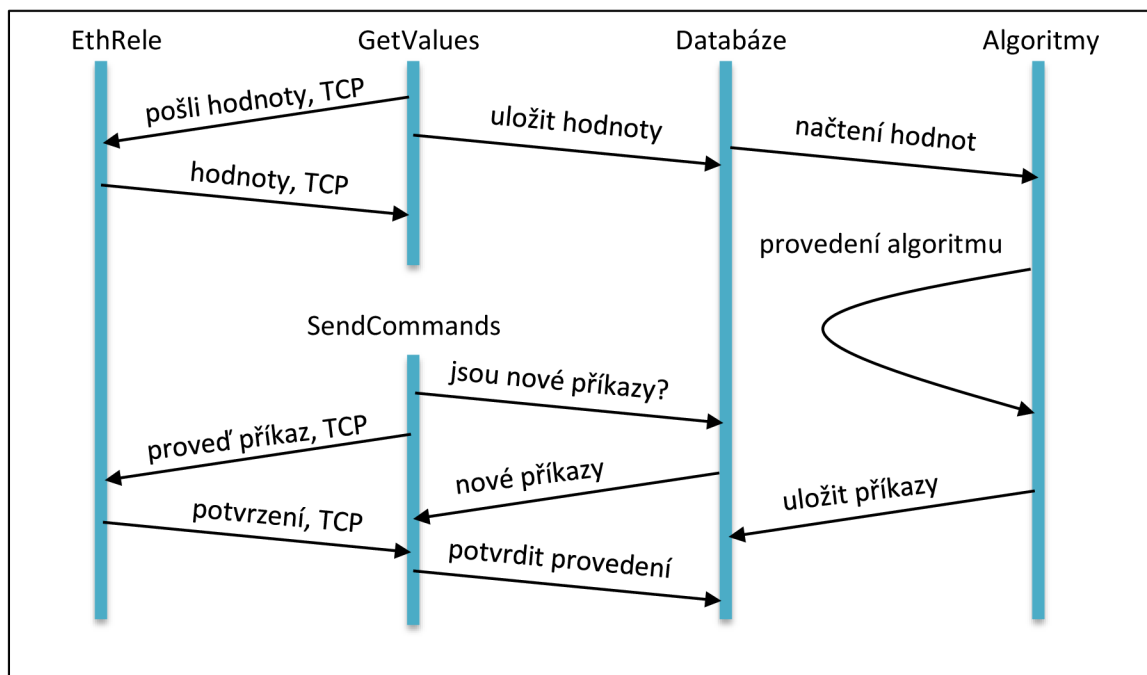 EthRele
GetValues
Databáze
Algoritmy
pošli hodnoty, TCP
uložit hodnoty
načtení hodnot
hodnoty, TCP
provedení algoritmu
SendCommands
jsou nové příkazy?
proveď příkaz, TCP
nové příkazy
uložit příkazy
potvrzení, TCP
potvrdit provedení